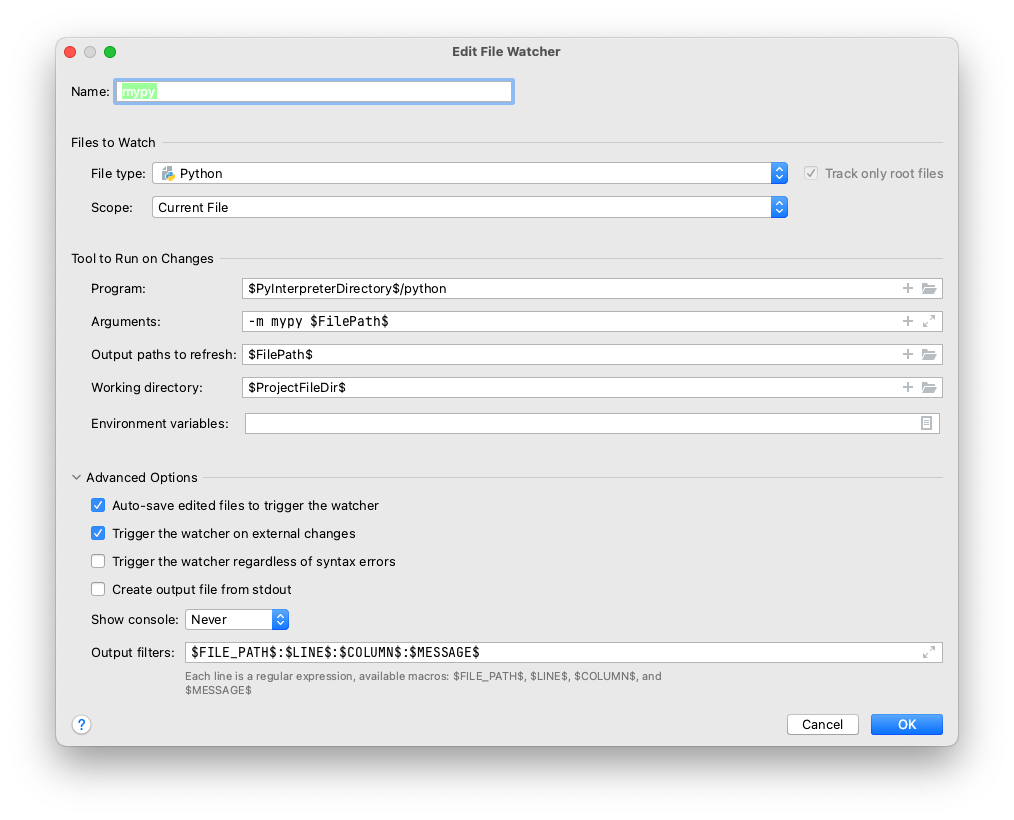 Edit File Watcher
Name: mypy
Files to Watch
File type: Python Track only root files
Scope: Current File
Tool to Run on Changes
Program: $PyInterpreterDirectory$/python
Arguments: -m mypy $FilePath$
Output paths to refresh: $FilePath$
Working directory: $ProjectFileDir$
Environment variables:
Advanced Options
Auto-save edited files to trigger the watcher
Trigger the watcher on external changes
Trigger the watcher regardless of syntax errors
Create output file from stdout
Show console: Never
Output filters: $FILE_PATH$:$LINE$:$COLUMN$:$MESSAGE$
Each line is a regular expression, available macros: $FILE_PATH$, $LINE$, $COLUMN$, and
$MESSAGE$
? Cancel OK